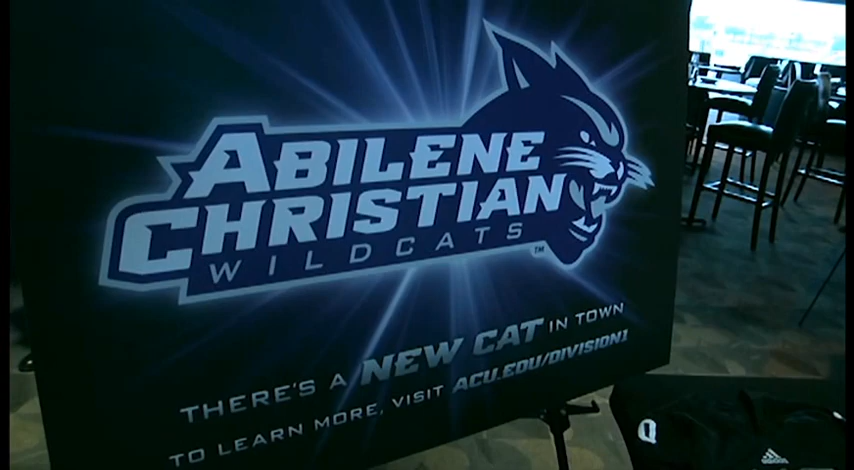 ABILENE
CHRISTIAN
WILDCATS
TM
THERE'S A NEW CAT IN TOWN
TO LEARN MORE, VISIT ACU.EDU/DIVISION1
Q